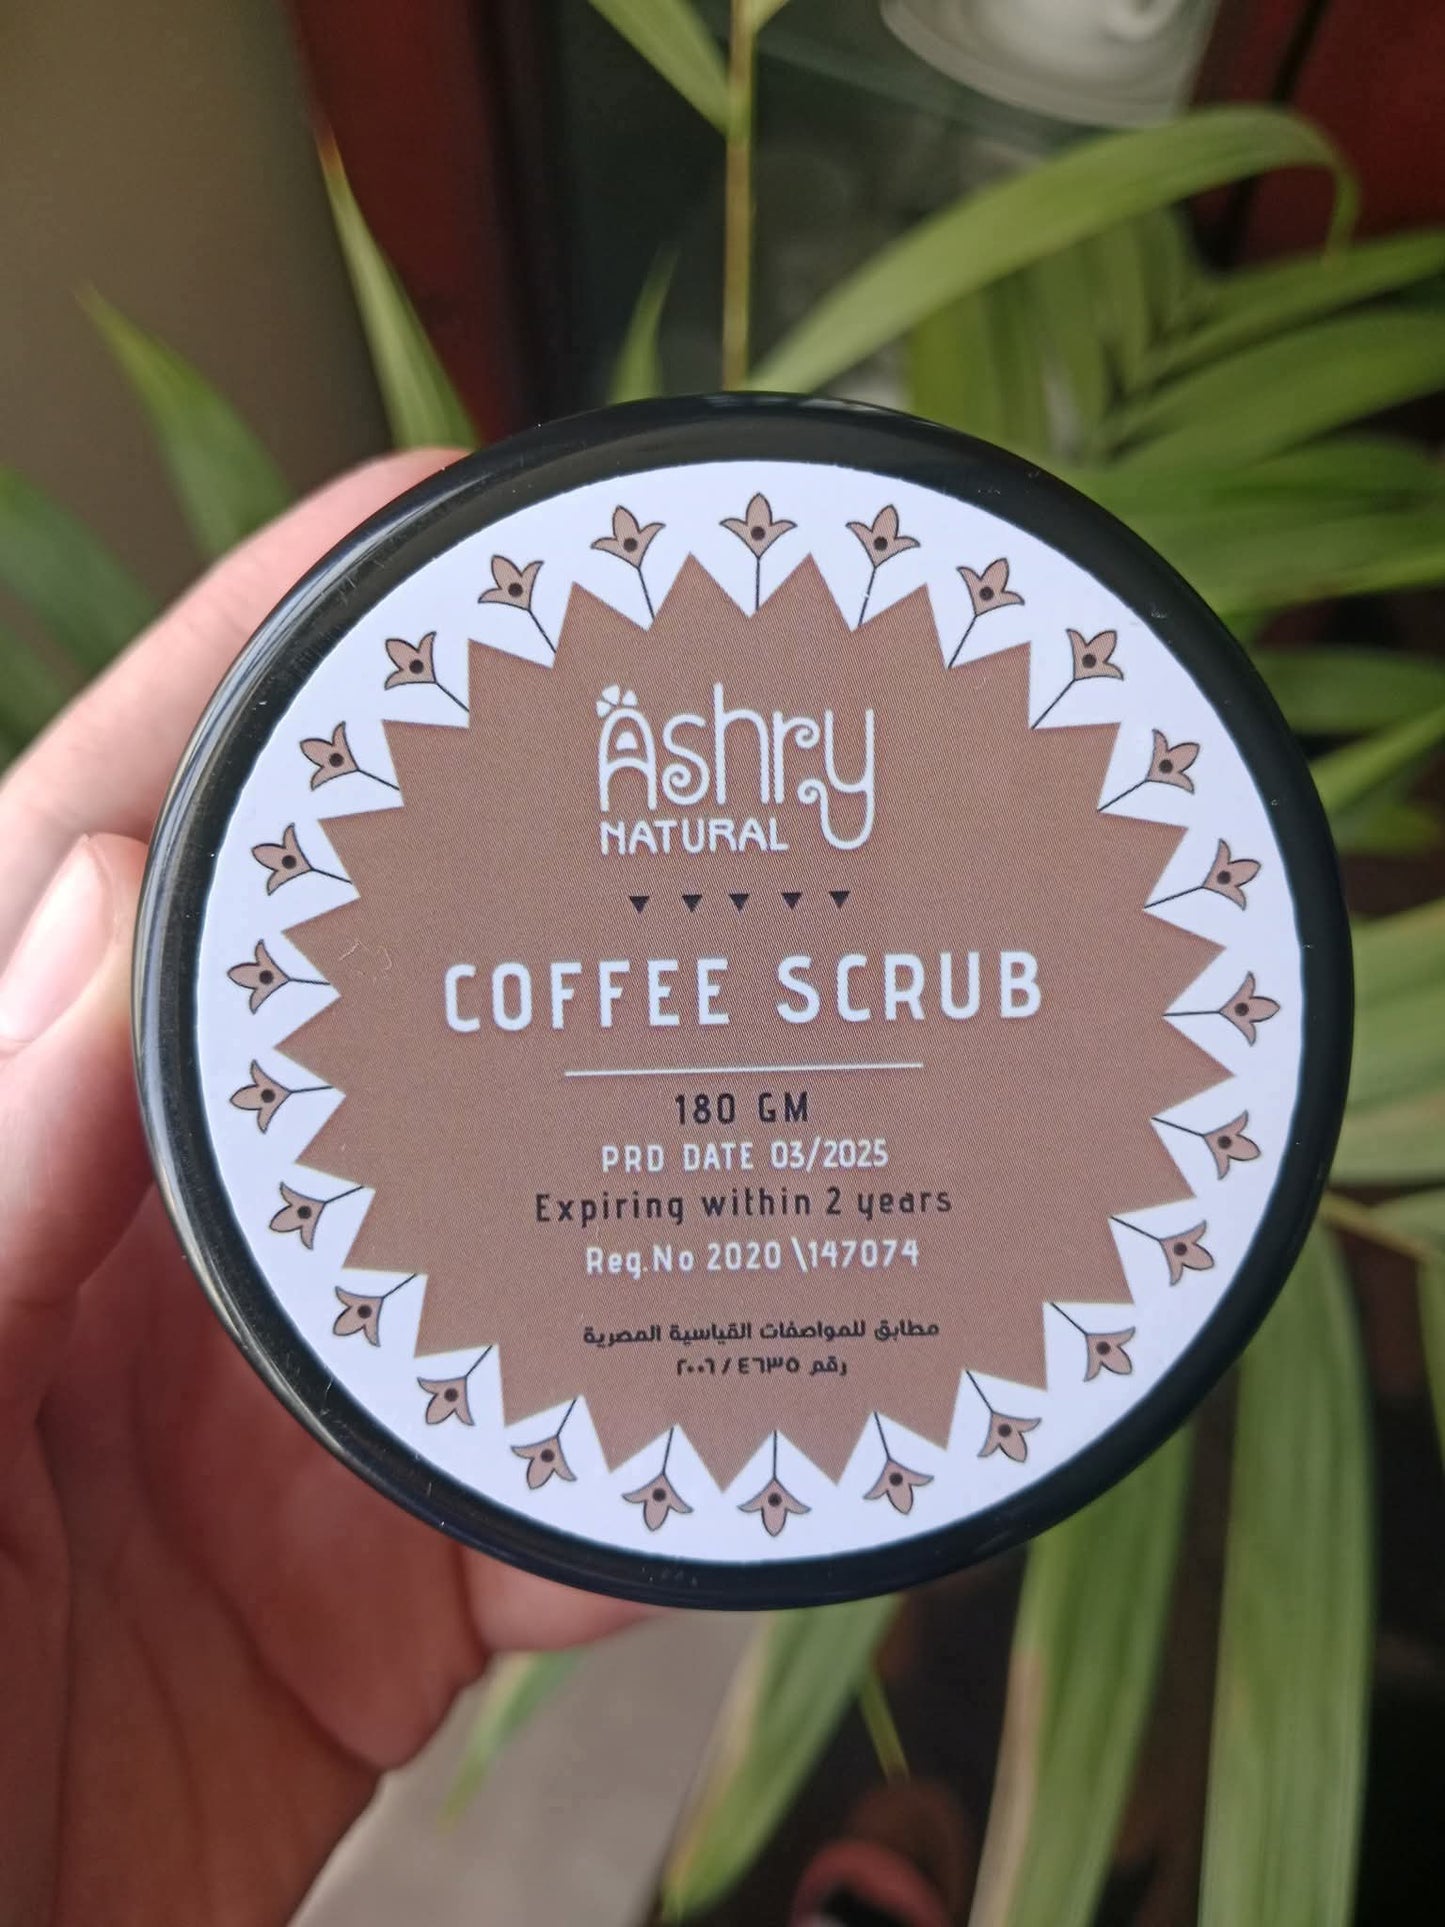 Ashry
NATURAL
COFFEE SCRUB
180 GM
PRD DATE 03/2025
Expiring within 2 years
Reg.No 2020 \147074
مطابق للمواصفات القياسية المصرية
رقم ٤٦٣٥ / ٢٠٠٦